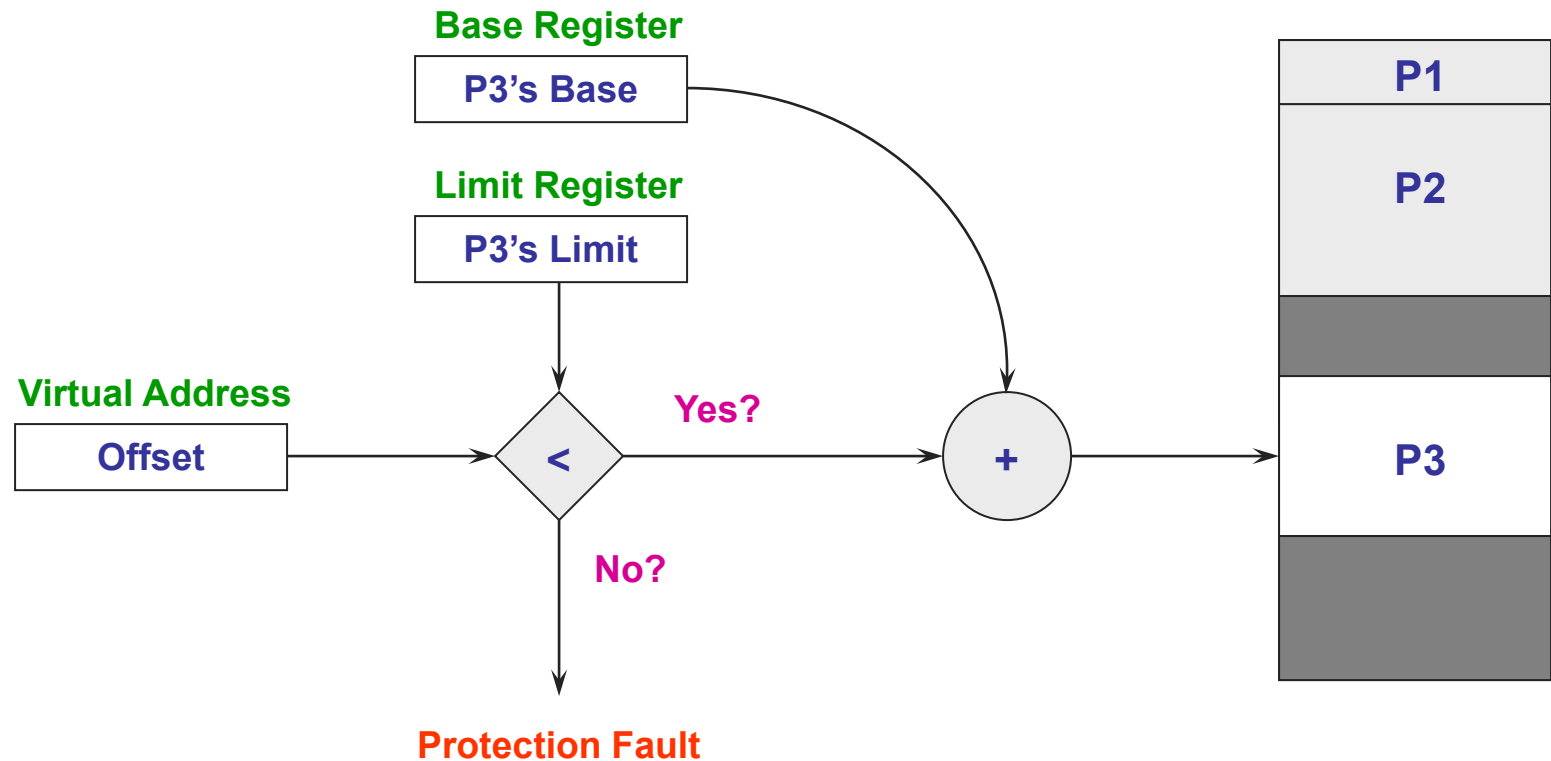 Base Register
P3’s Base
Limit Register
P3’s Limit
Virtual Address
Offset
<
Yes?
+
No?
Protection Fault
P1
P2
P3